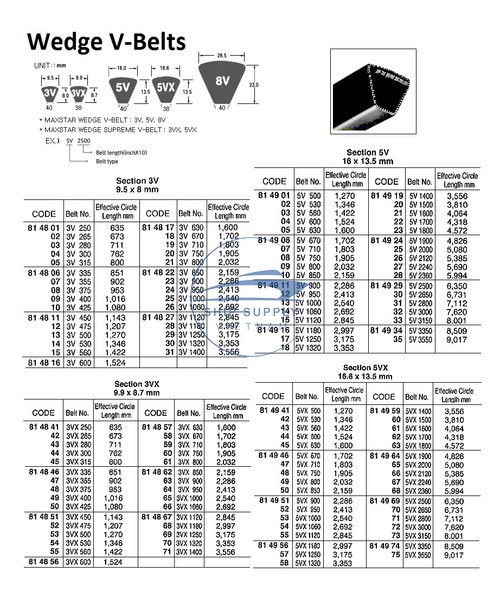 Wedge V-Belts
UNIT : mm
9.5 9.5 16.0 16.6 26.5
3V 8.0 3VX 8.7 5V 13.5 5VX 13.5 8V 23.0
40 38 40 38 40
* MAXSTAR WEDGE V-BELT : 3V, 5V, 8V
* MAXSTAR WEDGE SUPREME V-BELT : 3VX, 5VX
EX.) 5V 2500
Belt length(inchX10)
Belt type
Section 3V
9.5 x 8 mm
CODE Belt No. Effective Circle Length mm CODE Belt No. Effective Circle Length mm
81 48 01 3V 250 635 81 48 17 3V 630 1,600
02 3V 265 673 18 3V 670 1,702
03 3V 280 711 19 3V 710 1,803
04 3V 300 762 20 3V 750 1,905
05 3V 315 800 21 3V 800 2,032
81 48 06 3V 335 851 81 48 22 3V 850 2,159
07 3V 355 902 23 3V 900 2,286
08 3V 375 953 24 3V 950 2,413
09 3V 400 1,016 25 3V 1000 2,540
10 3V 425 1,080 26 3V 1060 2,692
81 48 11 3V 450 1,143 81 48 27 3V 1120 2,845
12 3V 475 1,207 28 3V 1180 2,997
13 3V 500 1,270 29 3V 1250 3,175
14 3V 530 1,346 30 3V 1320 3,353
15 3V 560 1,422 31 3V 1400 3,556
81 48 16 3V 600 1,524
Section 3VX
9.9 x 8.7 mm
CODE Belt No. Effective Circle Length mm CODE Belt No. Effective Circle Length mm
81 48 41 3VX 250 635 81 48 57 3VX 630 1,600
42 3VX 265 673 58 3VX 670 1,702
43 3VX 280 711 59 3VX 710 1,803
44 3VX 300 762 60 3VX 750 1,905
45 3VX 315 800 61 3VX 800 2,032
81 48 46 3VX 335 851 81 48 62 3VX 850 2,159
47 3VX 355 902 63 3VX 900 2,286
48 3VX 375 953 64 3VX 950 2,413
49 3VX 400 1,016 65 3VX 1000 2,540
50 3VX 425 1,080 66 3VX 1060 2,692
81 48 51 3VX 450 1,143 81 48 67 3VX 1120 2,845
52 3VX 475 1,207 68 3VX 1180 2,997
53 3VX 500 1,270 69 3VX 1250 3,175
54 3VX 530 1,346 70 3VX 1320 3,353
55 3VX 560 1,422 71 3VX 1400 3,556
81 48 56 3VX 600 1,524
Section 5V
16 x 13.5 mm
CODE Belt No. Effective Circle Length mm CODE Belt No. Effective Circle Length mm
81 49 01 5V 500 1,270 81 49 19 5V 1400 3,556
02 5V 530 1,346 20 5V 1500 3,810
03 5V 560 1,422 21 5V 1600 4,064
04 5V 600 1,524 22 5V 1700 4,318
05 5V 630 1,600 23 5V 1800 4,572
81 49 06 5V 670 1,702 81 49 24 5V 1900 4,826
07 5V 710 1,803 25 5V 2000 5,080
08 5V 750 1,905 26 5V 2120 5,385
09 5V 800 2,032 27 5V 2240 5,690
10 5V 850 2,159 28 5V 2360 5,994
81 49 11 5V 900 2,286 81 49 29 5V 2500 6,350
12 5V 950 2,413 30 5V 2650 6,731
13 5V 1000 2,540 31 5V 2800 7,112
14 5V 1060 2,692 32 5V 3000 7,620
15 5V 1120 2,845 33 5V 3150 8,001
81 49 16 5V 1180 2,997 81 49 34 5V 3350 8,509
17 5V 1250 3,175 35 5V 3550 9,017
18 5V 1320 3,353
Section 5VX
16.6 x 13.5 mm
CODE Belt No. Effective Circle Length mm CODE Belt No. Effective Circle Length mm
81 49 41 5VX 500 1,270 81 49 59 5VX 1400 3,556
42 5VX 530 1,346 60 5VX 1500 3,810
43 5VX 560 1,422 61 5VX 1600 4,064
44 5VX 600 1,524 62 5VX 1700 4,318
45 5VX 630 1,600 63 5VX 1800 4,572
81 49 46 5VX 670 1,702 81 49 64 5VX 1900 4,826
47 5VX 710 1,803 65 5VX 2000 5,080
48 5VX 750 1,905 66 5VX 2120 5,385
49 5VX 800 2,032 67 5VX 2240 5,690
50 5VX 850 2,159 68 5VX 2360 5,994
81 49 51 5VX 900 2,286 81 49 69 5VX 2500 6,350
52 5VX 950 2,413 70 5VX 2650 6,731
53 5VX 1000 2,540 71 5VX 2800 7,112
54 5VX 1060 2,692 72 5VX 3000 7,620
55 5VX 1120 2,845 73 5VX 3150 8,001
81 49 56 5VX 1180 2,997 81 49 74 5VX 3350 8,509
57 5VX 1250 3,175 75 5VX 3550 9,017
58 5VX 1320 3,353
SHIP SUPPLY